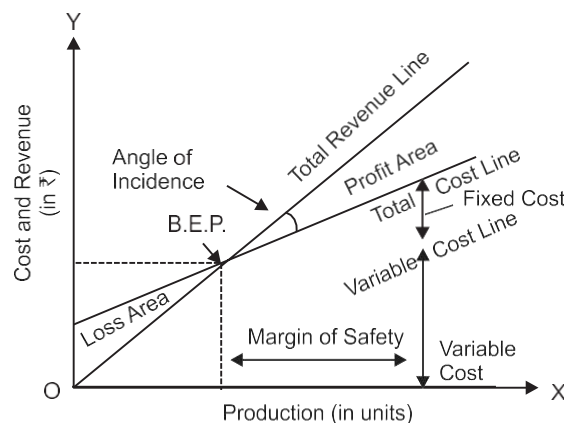 Y
Cost and Revenue
(in ₹)
Total Revenue Line
Angle of
Incidence
Profit Area
Total Cost Line
Fixed Cost
B.E.P.
Variable Cost Line
Loss Area
Margin of Safety
Variable
Cost
O
X
Production (in units)